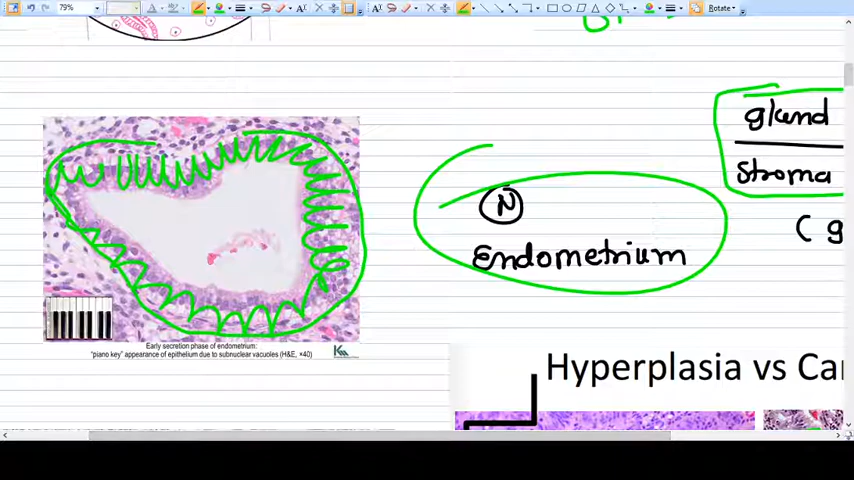 79%
Rotate
gland
Stroma
N
(g
Endometrium
Early secretion phase of endometrium:
"piano key" appearance of epithelium due to subnuclear vacuoles (H&E, ×40)
Hyperplasia vs Car